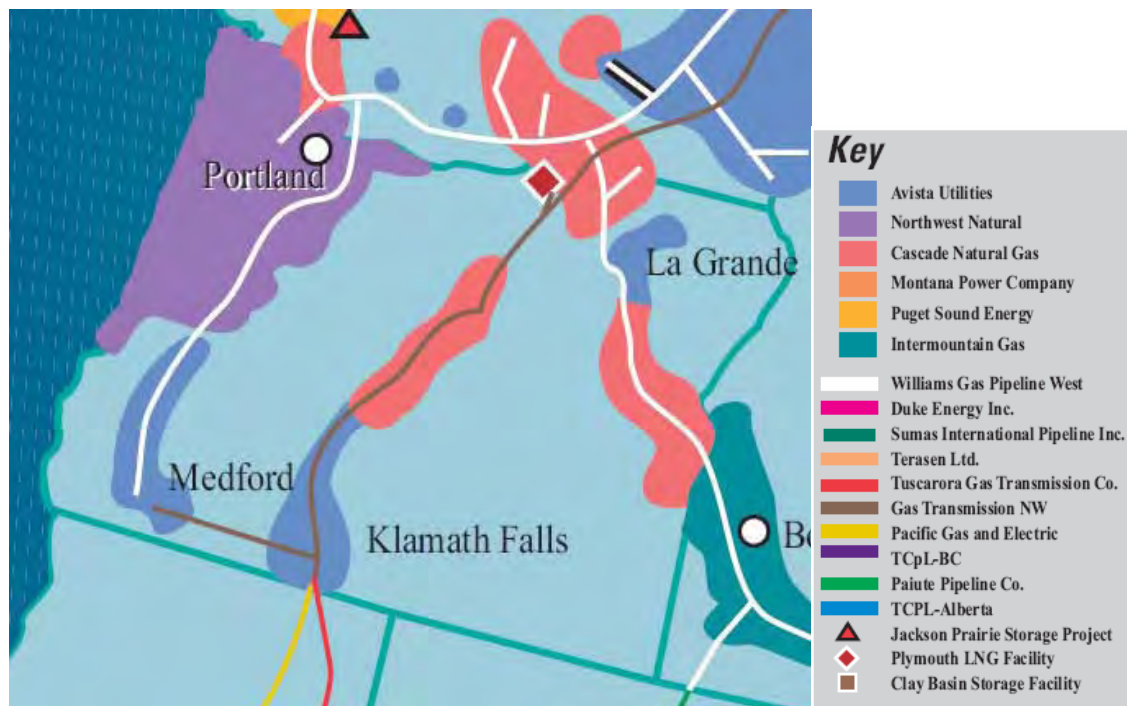 Portland
La Grande
Medford
Klamath Falls
Key
Avista Utilities
Northwest Natural
Cascade Natural Gas
Montana Power Company
Puget Sound Energy
Intermountain Gas
Williams Gas Pipeline West
Duke Energy Inc.
Sumas International Pipeline Inc.
Terasen Ltd.
Tuscarora Gas Transmission Co.
Gas Transmission NW
Pacific Gas and Electric
TCpL-BC
Paiute Pipeline Co.
TCPL-Alberta
Jackson Prairie Storage Project
Plymouth LNG Facility
Clay Basin Storage Facility